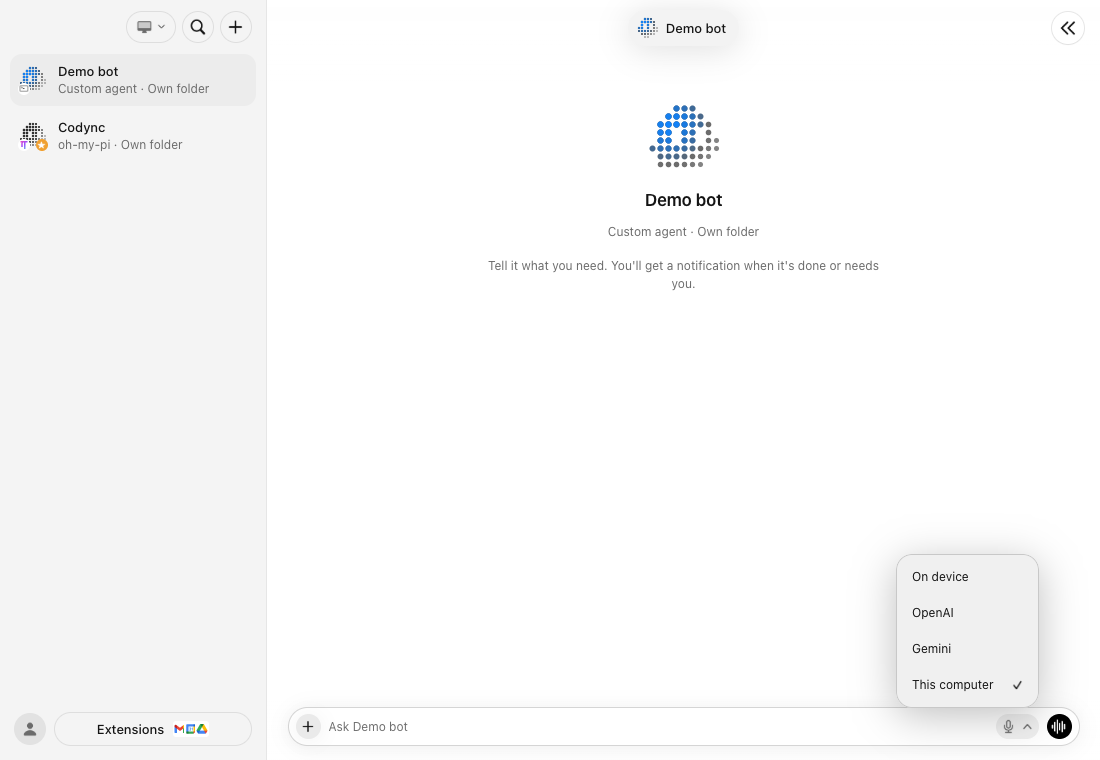 Demo bot
Custom agent · Own folder
Codync
oh-my-pi · Own folder
Extensions
Demo bot
Demo bot
Custom agent · Own folder
Tell it what you need. You'll get a notification when it's done or needs
you.
On device
OpenAI
Gemini
This computer
Ask Demo bot